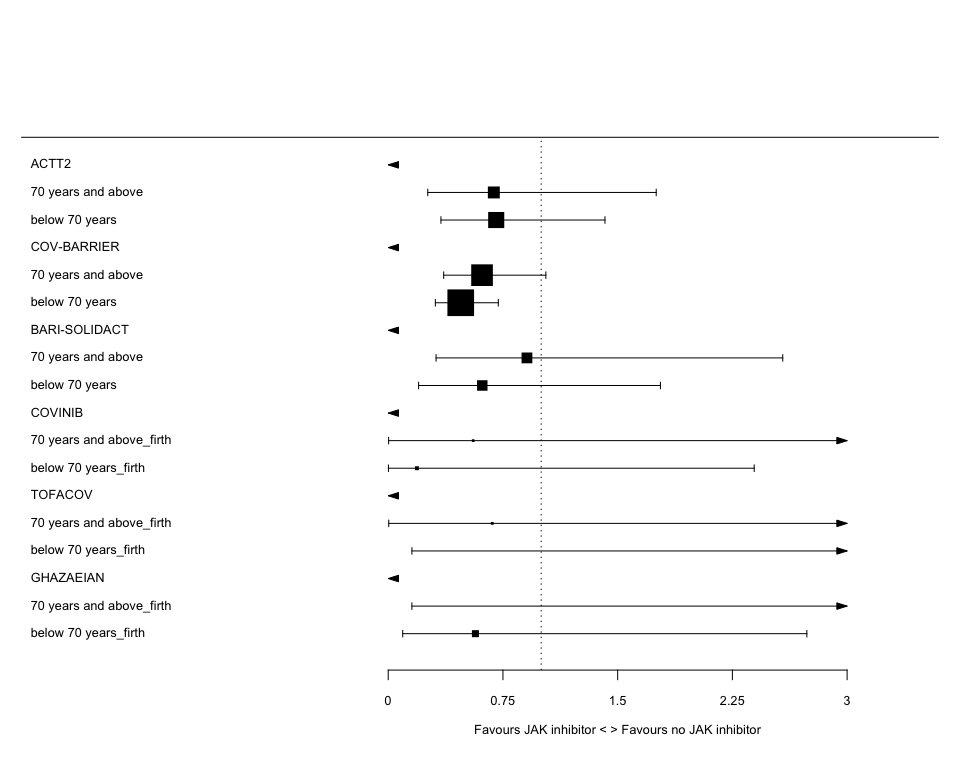 ACTT2
70 years and above
below 70 years
COV-BARRIER
70 years and above
below 70 years
BARI-SOLIDACT
70 years and above
below 70 years
COVINIB
70 years and above_firth
below 70 years_firth
TOFACOV
70 years and above_firth
below 70 years_firth
GHAZAEIAN
70 years and above_firth
below 70 years_firth
0 0.75 1.5 2.25 3
Favours JAK inhibitor < > Favours no JAK inhibitor